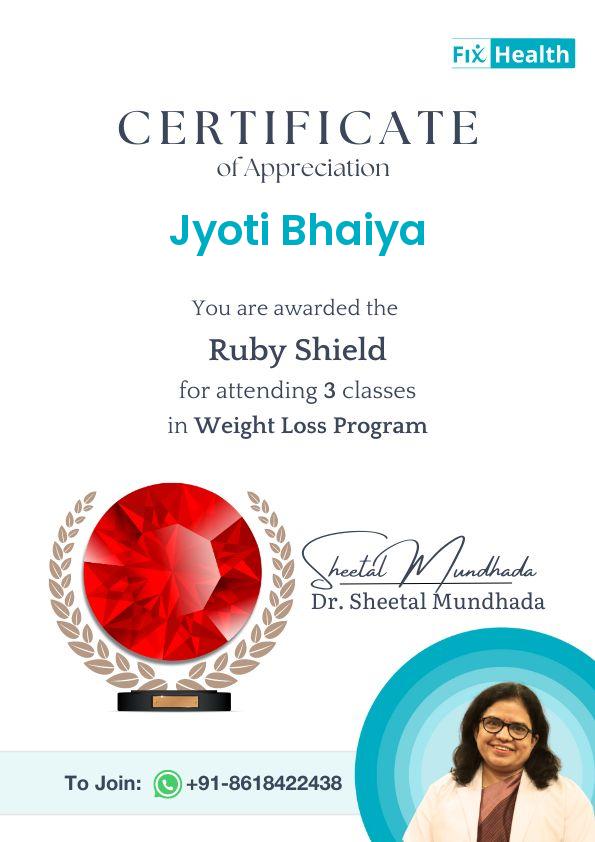 Fix Health
CERTIFICATE
of Appreciation
Jyoti Bhaiya
You are awarded the
Ruby Shield
for attending 3 classes
in Weight Loss Program
Sheetal Mundhada
Dr. Sheetal Mundhada
To Join: +91-8618422438